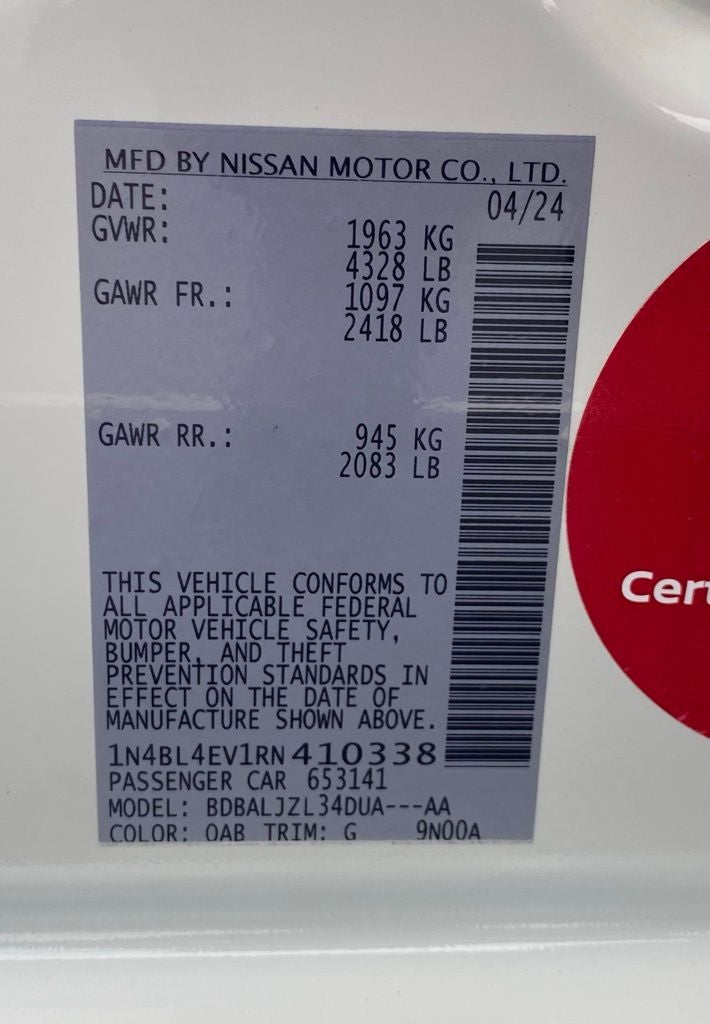 MFD BY NISSAN MOTOR CO., LTD.
DATE: 04/24
GVWR: 1963 KG
4328 LB
GAWR FR.: 1097 KG
2418 LB
GAWR RR.: 945 KG
2083 LB
THIS VEHICLE CONFORMS TO
ALL APPLICABLE FEDERAL
MOTOR VEHICLE SAFETY,
BUMPER, AND THEFT
PREVENTION STANDARDS IN
EFFECT ON THE DATE OF
MANUFACTURE SHOWN ABOVE.
1N4BL4EV1RN410338
PASSENGER CAR 653141
MODEL: BDBALJZL34DUA---AA
COLOR: QAB TRIM: G 9N00A
Cert